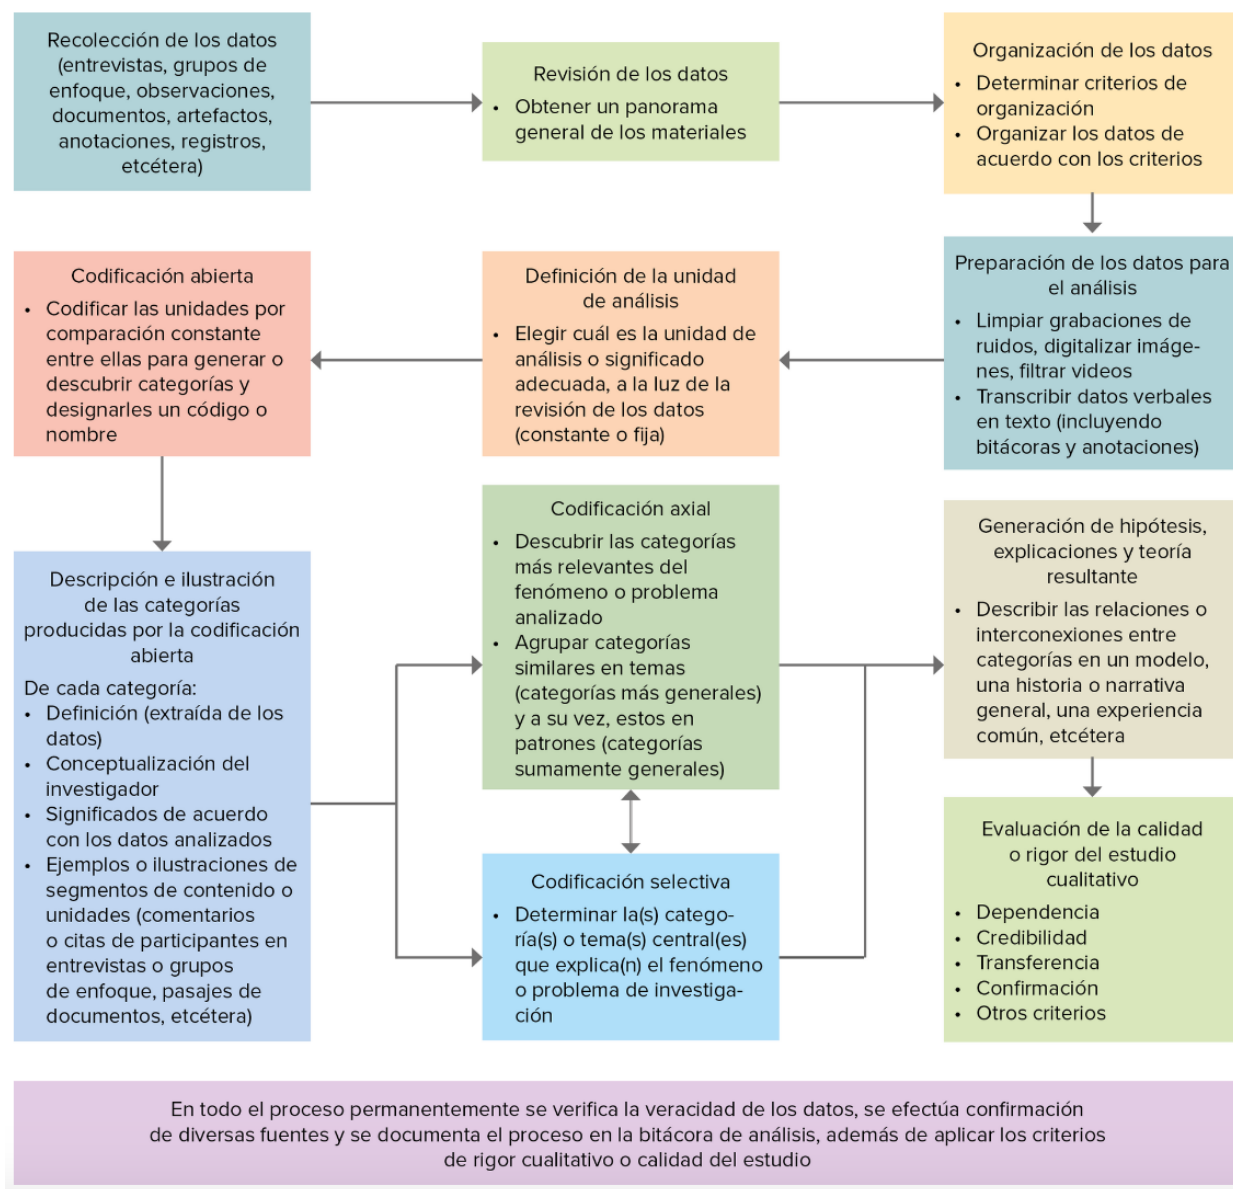 Recolección de los datos
(entrevistas, grupos de
enfoque, observaciones,
documentos, artefactos,
anotaciones, registros,
etcétera)
Revisión de los datos
• Obtener un panorama
general de los materiales
Organización de los datos
• Determinar criterios de
organización
• Organizar los datos de
acuerdo con los criterios
Preparación de los datos para
el análisis
• Limpiar grabaciones de
ruidos, digitalizar imáge-
nes, filtrar videos
• Transcribir datos verbales
en texto (incluyendo
bitácoras y anotaciones)
Definición de la unidad
de análisis
• Elegir cuál es la unidad de
análisis o significado
adecuada, a la luz de la
revisión de los datos
(constante o fija)
Codificación abierta
• Codificar las unidades por
comparación constante
entre ellas para generar o
descubrir categorías y
designarles un código o
nombre
Descripción e ilustración
de las categorías
producidas por la codificación
abierta
De cada categoría:
• Definición (extraída de los
datos)
• Conceptualización del
investigador
• Significados de acuerdo
con los datos analizados
• Ejemplos o ilustraciones de
segmentos de contenido o
unidades (comentarios
o citas de participantes en
entrevistas o grupos
de enfoque, pasajes de
documentos, etcétera)
Codificación axial
• Descubrir las categorías
más relevantes del
fenómeno o problema
analizado
• Agrupar categorías
similares en temas
(categorías más generales)
y a su vez, estos en
patrones (categorías
sumamente generales)
Codificación selectiva
• Determinar la(s) catego-
ría(s) o tema(s) central(es)
que explica(n) el fenómeno
o problema de investiga-
ción
Generación de hipótesis,
explicaciones y teoría
resultante
• Describir las relaciones o
interconexiones entre
categorías en un modelo,
una historia o narrativa
general, una experiencia
común, etcétera
Evaluación de la calidad
o rigor del estudio
cualitativo
• Dependencia
• Credibilidad
• Transferencia
• Confirmación
• Otros criterios
En todo el proceso permanentemente se verifica la veracidad de los datos, se efectúa confirmación
de diversas fuentes y se documenta el proceso en la bitácora de análisis, además de aplicar los criterios
de rigor cualitativo o calidad del estudio